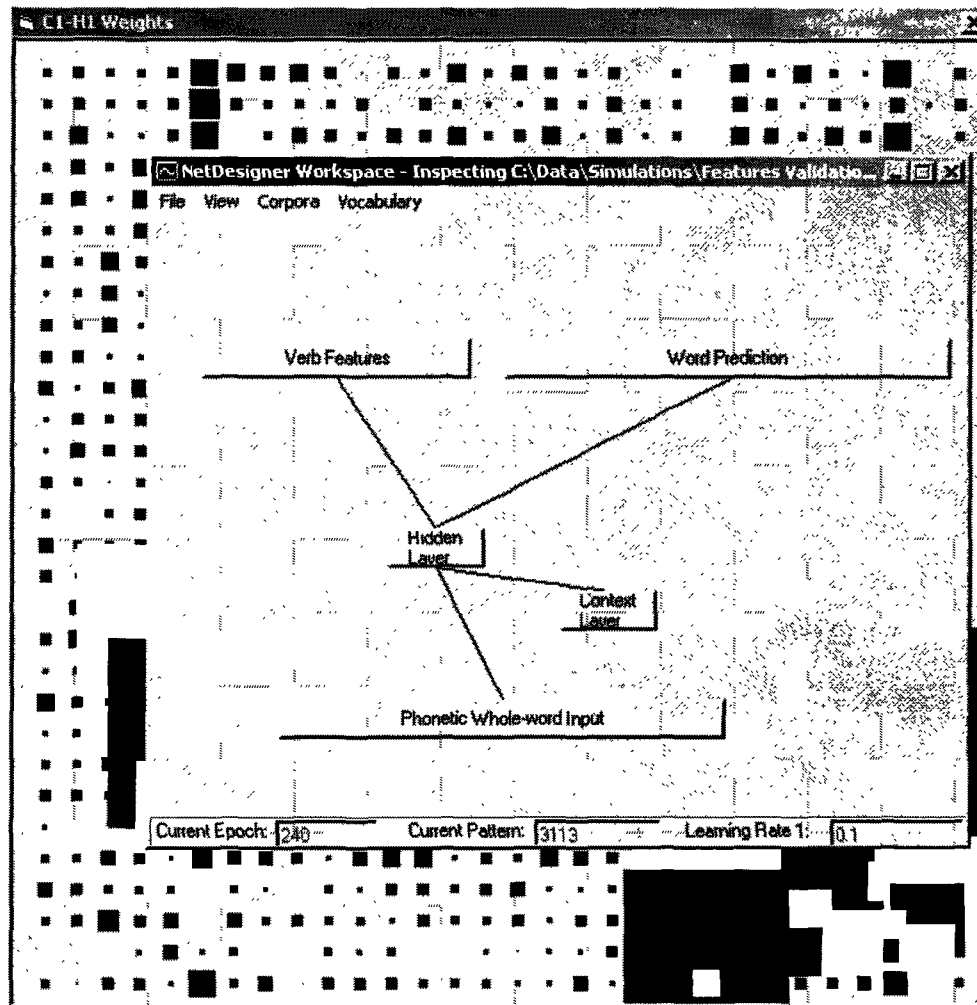 C1-H1 Weights
NetDesigner Workspace - Inspecting C:\Data\Simulations\Features Validatio...
File View Corpora Vocabulary
Verb Features
Word Prediction
Hidden
Layer
Context
Layer
Phonetic Whole-word Input
Current Epoch: 240 Current Pattern: 3113 Learning Rate 1: 0.1